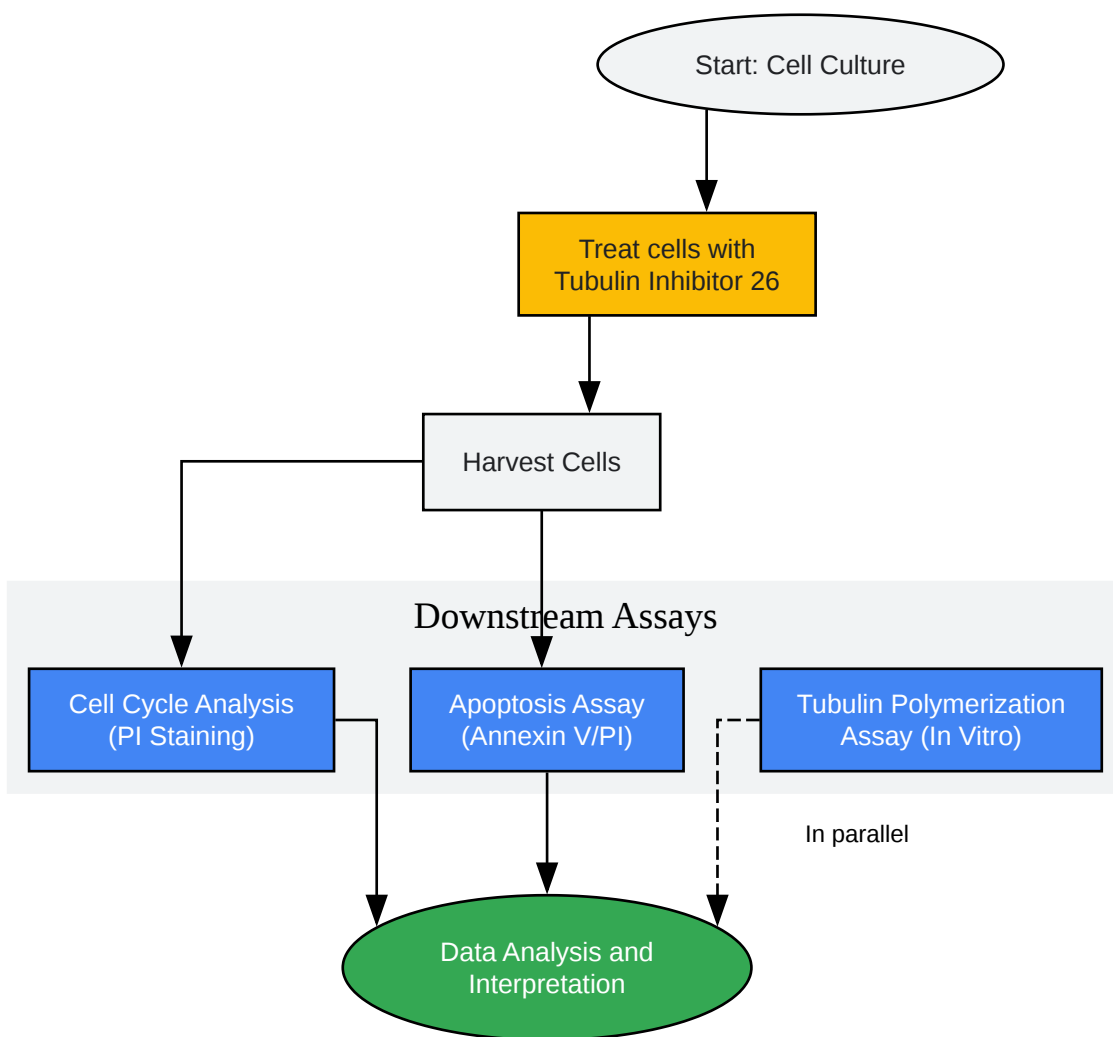 Start: Cell Culture
Treat cells with
Tubulin Inhibitor 26
Harvest Cells
Downstream Assays
Cell Cycle Analysis
(PI Staining)
Apoptosis Assay
(Annexin V/PI)
Tubulin Polymerization
Assay (In Vitro)
In parallel
Data Analysis and
Interpretation